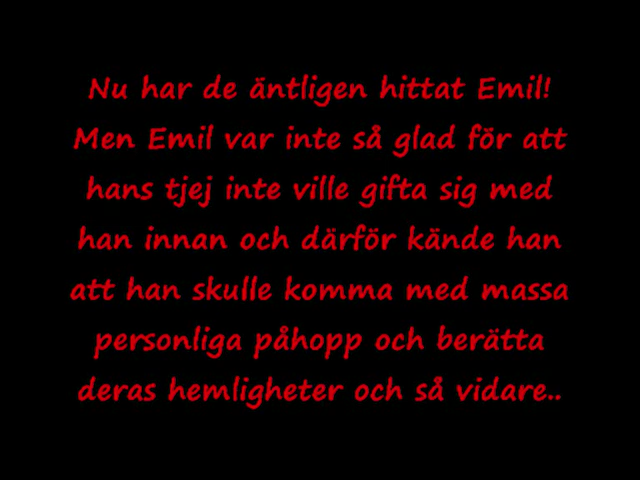 Nu har de äntligen hittat Emil!
Men Emil var inte så glad för att
hans tjej inte ville gifta sig med
han innan och därför kände han
att han skulle komma med massa
personliga påhopp och berätta
deras hemligheter och så vidare..